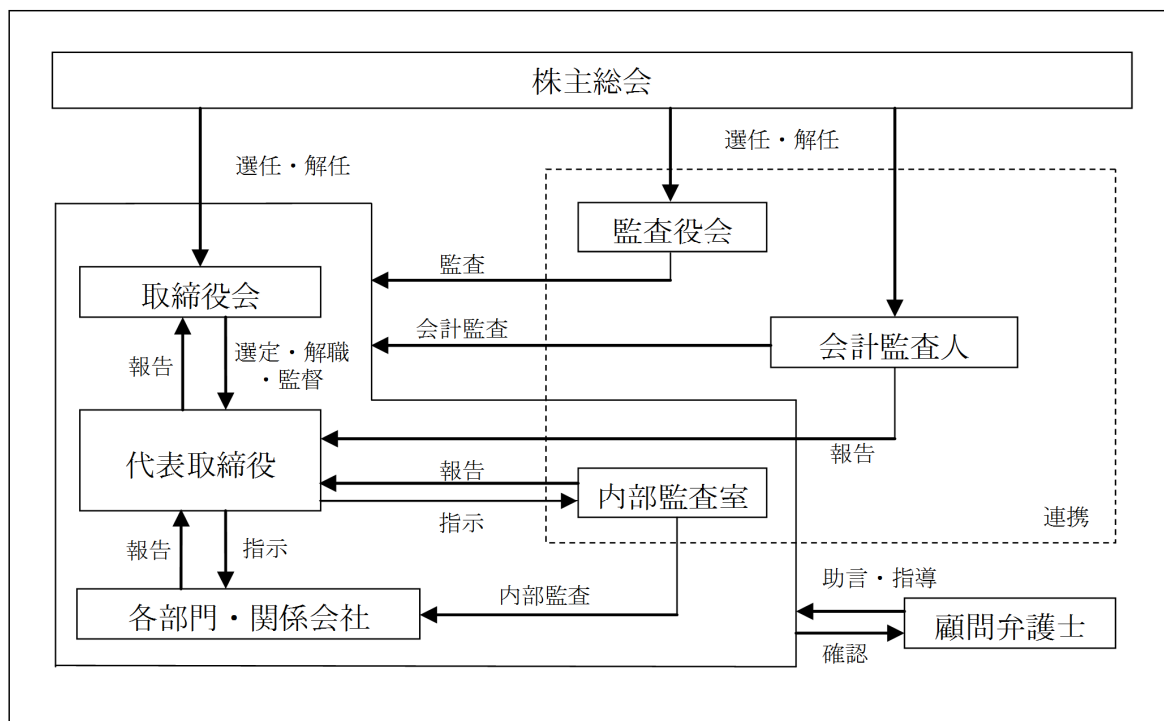 株主総会
選任・解任
選任・解任
監査役会
監査
取締役会
会計監査
会計監査人
報告
選定・解職
・監督
代表取締役
報告
報告
内部監査室
指示
連携
報告
指示
内部監査
各部門・関係会社
助言・指導
顧問弁護士
確認